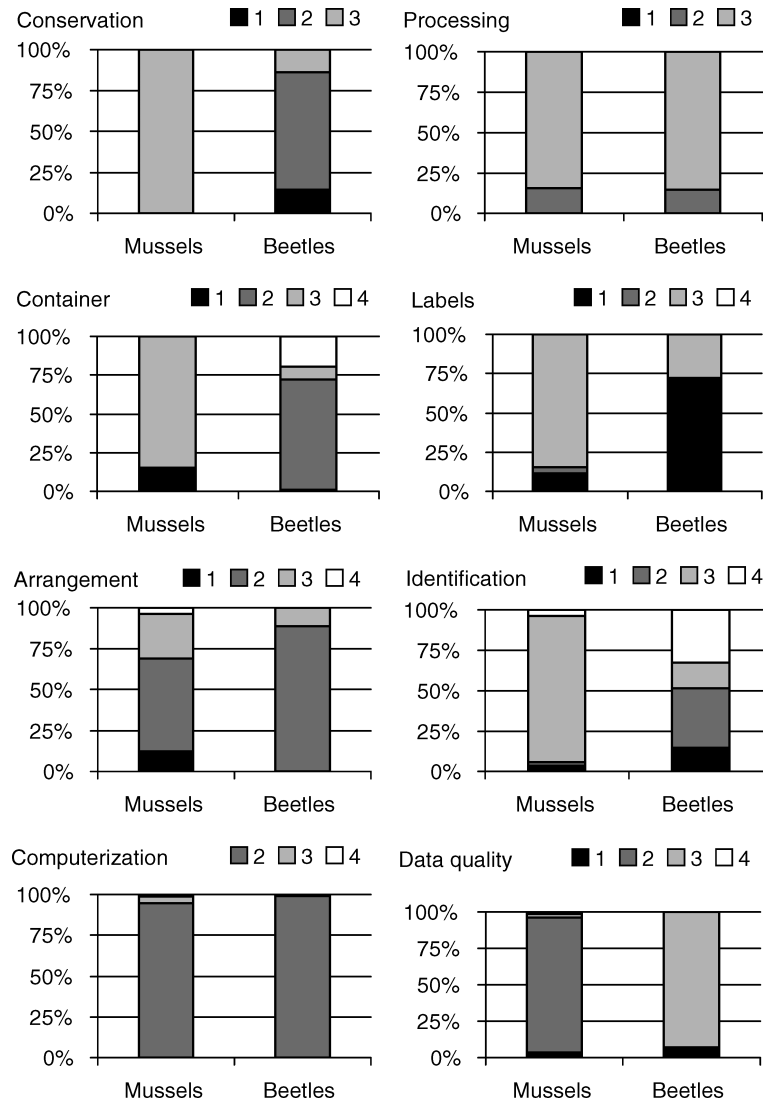 Conservation 1 2 3
100%
75%
50%
25%
0%
Mussels Beetles
Processing 1 2 3
100%
75%
50%
25%
0%
Mussels Beetles
Container 1 2 3 4
100%
75%
50%
25%
0%
Mussels Beetles
Labels 1 2 3 4
100%
75%
50%
25%
0%
Mussels Beetles
Arrangement 1 2 3 4
100%
75%
50%
25%
0%
Mussels Beetles
Identification 1 2 3 4
100%
75%
50%
25%
0%
Mussels Beetles
Computerization 2 3 4
100%
75%
50%
25%
0%
Mussels Beetles
Data quality 1 2 3 4
100%
75%
50%
25%
0%
Mussels Beetles